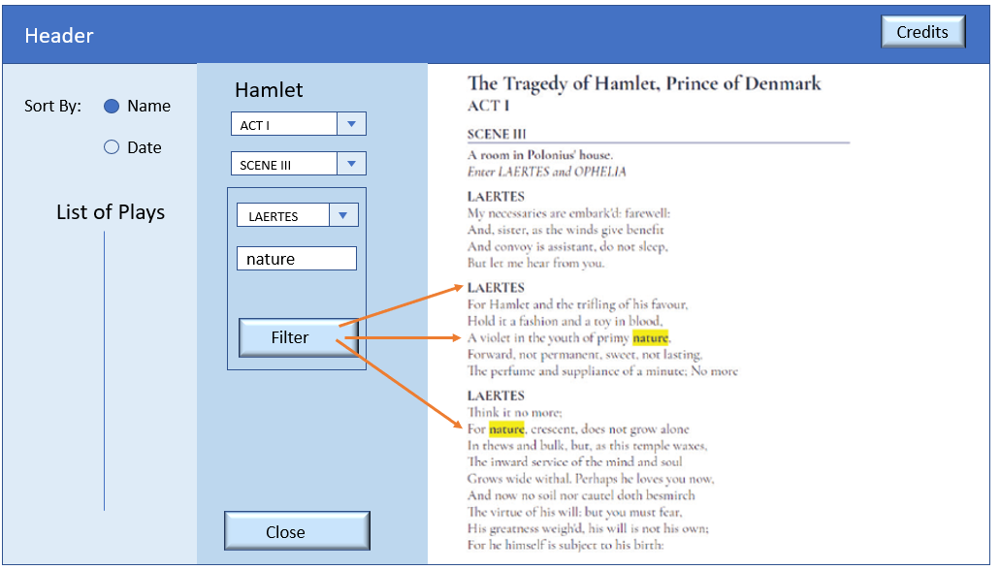 Header
Credits
Sort By:
Name
Date
List of Plays
Hamlet
ACT I
SCENE III
LAERTES
nature
Filter
Close
The Tragedy of Hamlet, Prince of Denmark
ACT I
SCENE III
A room in Polonius' house.
Enter LAERTES and OPHELIA
LAERTES
My necessaries are embark'd: farewell:
And, sister, as the winds give benefit
And convoy is assistant, do not sleep,
But let me hear from you.
LAERTES
For Hamlet and the trifling of his favour,
Hold it a fashion and a toy in blood,
A violet in the youth of primy nature,
Forward, not permanent, sweet, not lasting,
The perfume and suppliance of a minute; No more
LAERTES
Think it no more;
For nature, crescent, does not grow alone
In thews and bulk, but, as this temple waxes,
The inward service of the mind and soul
Grows wide withal. Perhaps he loves you now,
And now no soil nor cautel doth besmirch
The virtue of his will: but you must fear,
His greatness weigh'd, his will is not his own;
For he himself is subject to his birth: